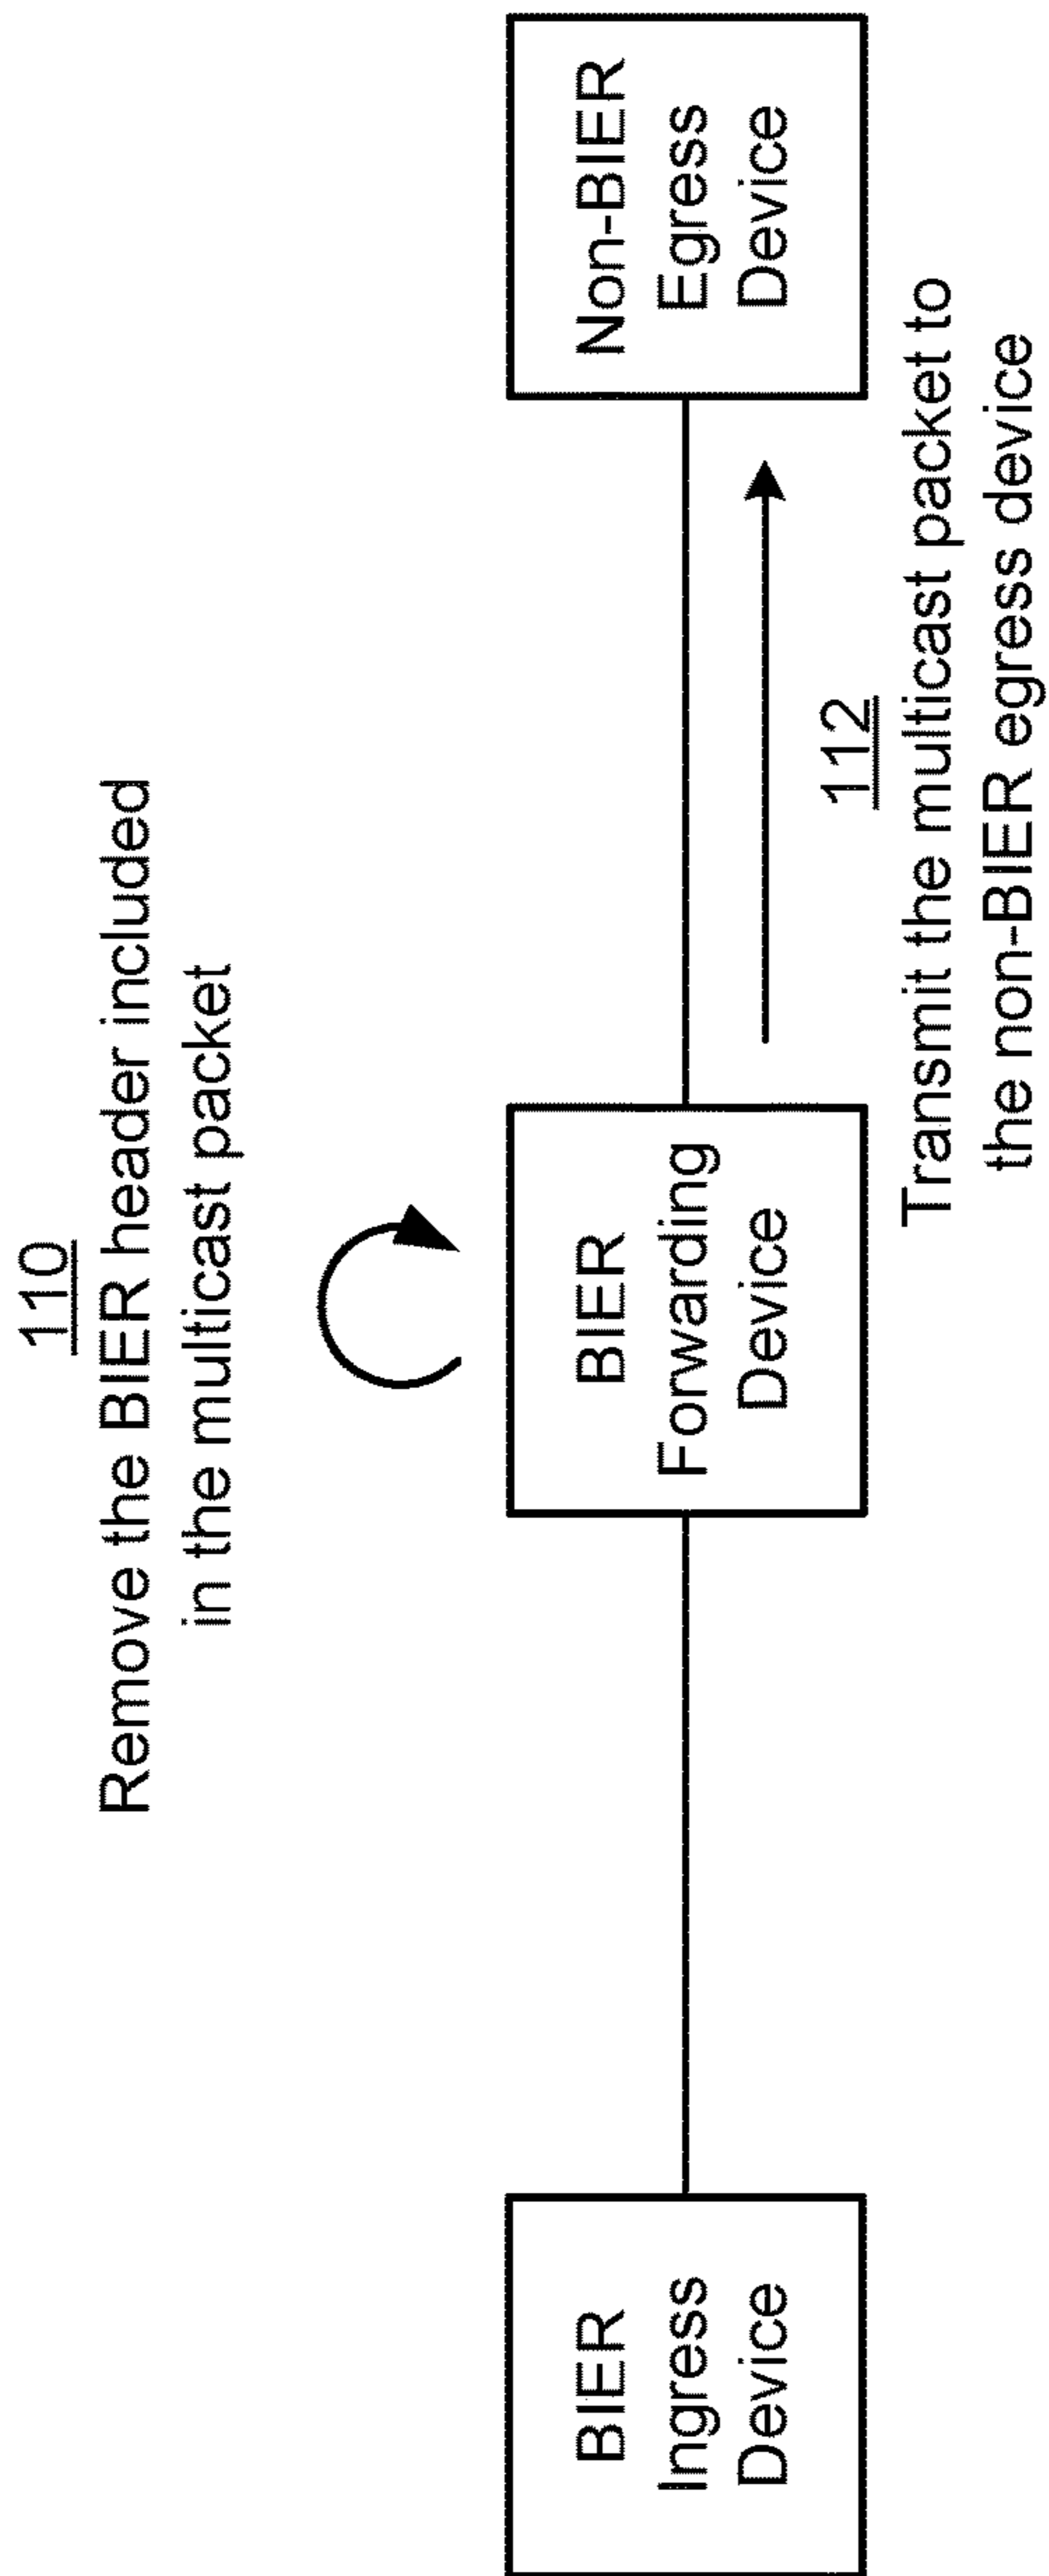 110
Remove the BIER header included
in the multicast packet
BIER
Ingress
Device
BIER
Forwarding
Device
Non-BIER
Egress
Device
112
Transmit the multicast packet to
the non-BIER egress device